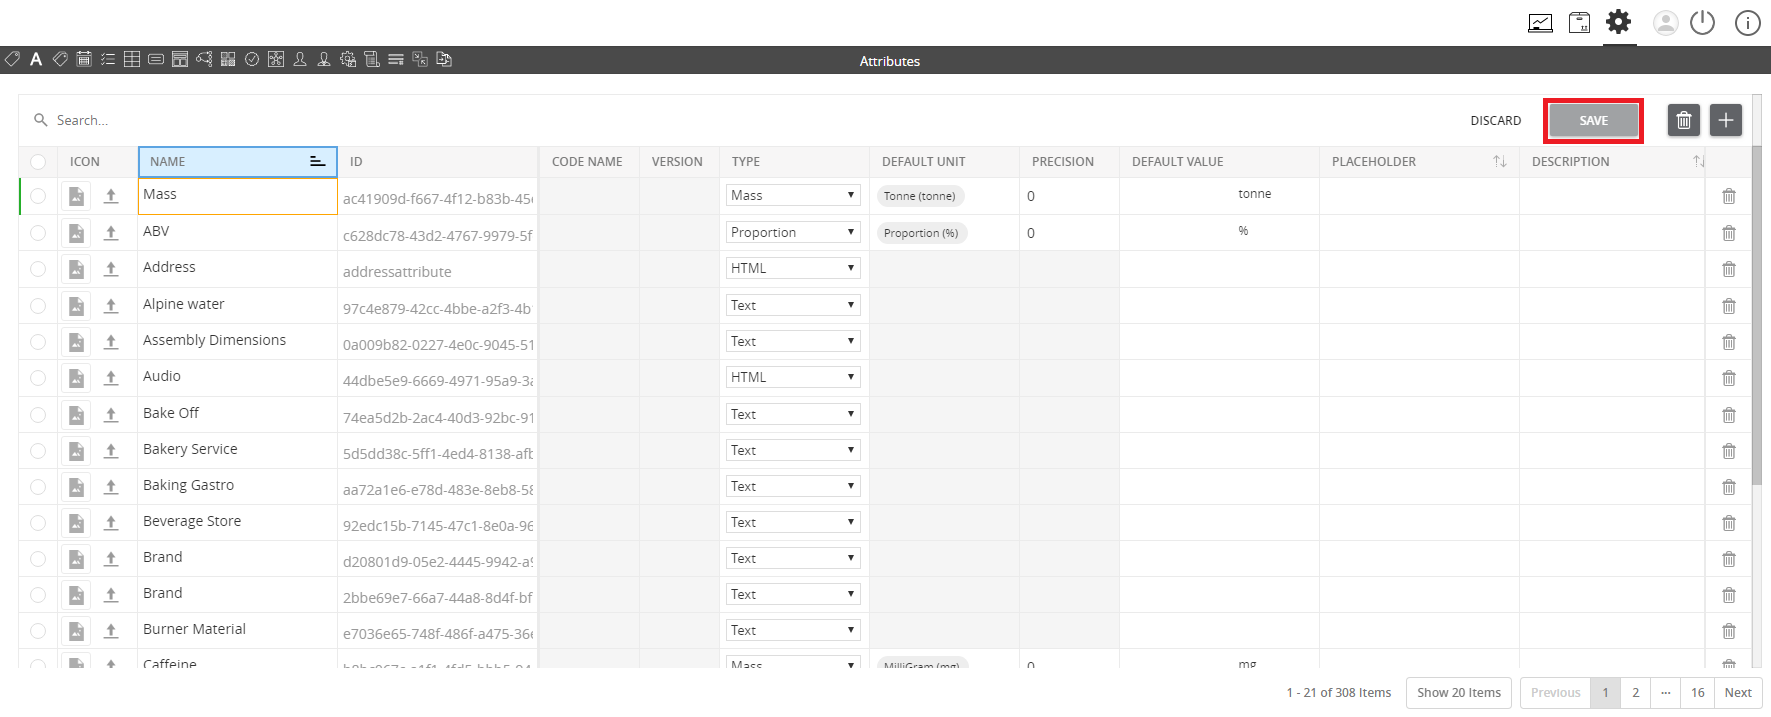 Attributes
Search...
DISCARD SAVE
ICON NAME ID CODE NAME VERSION TYPE DEFAULT UNIT PRECISION DEFAULT VALUE PLACEHOLDER DESCRIPTION
Mass ac41909d-f667-4f12-b83b-45 Mass Tonne (tonne) 0 tonne
ABV c628dc78-43d2-4767-9979-5f Proportion Proportion (%) 0 %
Address addressattribute HTML
Alpine water 97c4e879-42cc-4bbe-a2f3-4b Text
Assembly Dimensions 0a009b82-0227-4e0c-9045-51 Text
Audio 44dbe5e9-6669-4971-95a9-3a HTML
Bake Off 74ea5d2b-2ac4-40d3-92bc-91 Text
Bakery Service 5d5dd38c-5ff1-4ed4-8138-afb Text
Baking Gastro aa72a1e6-e78d-483e-8eb8-58 Text
Beverage Store 92edc15b-7145-47c1-8e0a-96 Text
Brand d20801d9-05e2-4445-9942-a9 Text
Brand 2bbe69e7-66a7-44a8-8d4f-bf Text
Burner Material e7036e65-748f-486f-a475-36e Text
Caffeine Mass MilliGram (mg) 0 mg
1 - 21 of 308 Items Show 20 Items Previous 1 2 ... 16 Next